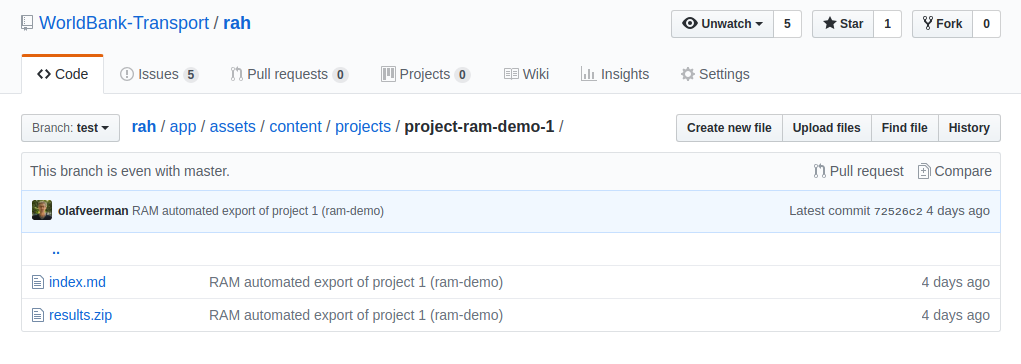 WorldBank-Transport / rah
Unwatch 5 Star 1 Fork 0
Code Issues 5 Pull requests 0 Projects 0 Wiki Insights Settings
Branch: test rah / app / assets / content / projects / project-ram-demo-1 / Create new file Upload files Find file History
This branch is even with master. Pull request Compare
olafveerman RAM automated export of project 1 (ram-demo) Latest commit 72526c2 4 days ago
..
index.md RAM automated export of project 1 (ram-demo) 4 days ago
results.zip RAM automated export of project 1 (ram-demo) 4 days ago